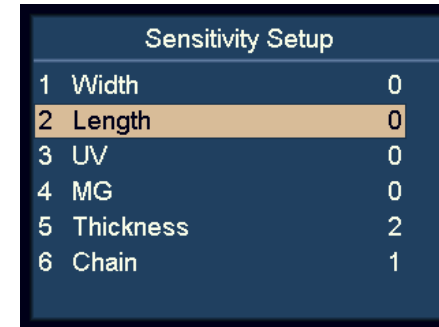 Sensitivity Setup
1 Width 0
2 Length 0
3 UV 0
4 MG 0
5 Thickness 2
6 Chain 1